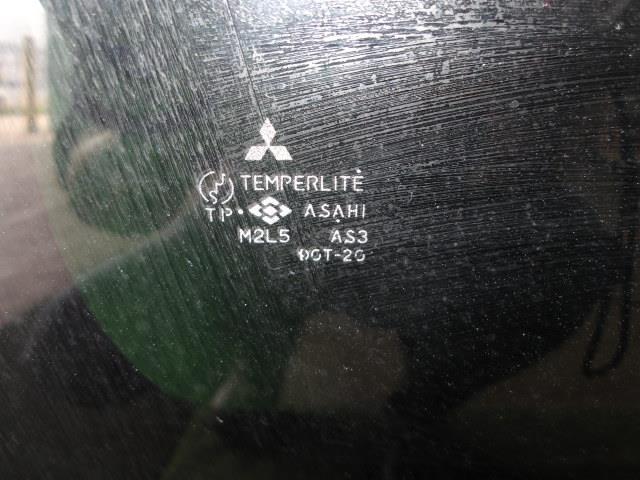 TEMPERLITE
TP ASAHI
M2L5 AS3
DOT-20